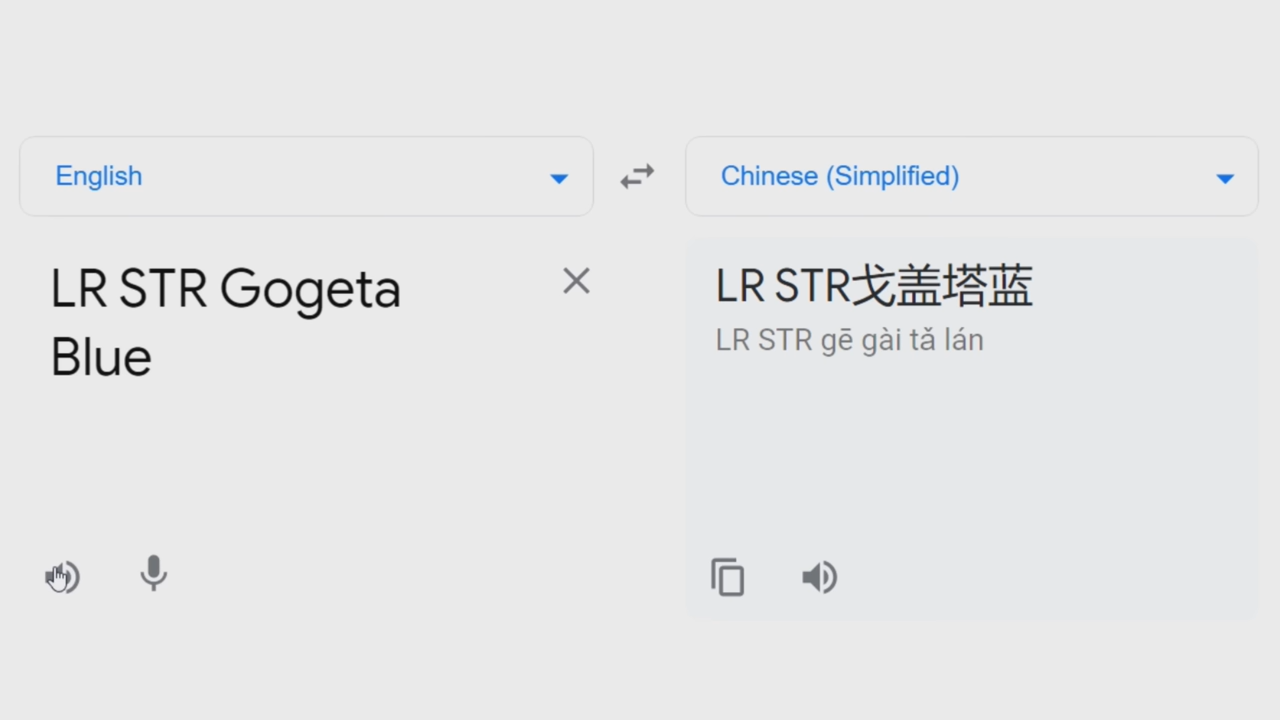 English
Chinese (Simplified)
LR STR Gogeta
Blue
LR STR戈盖塔蓝
LR STR gē gài tǎ lán